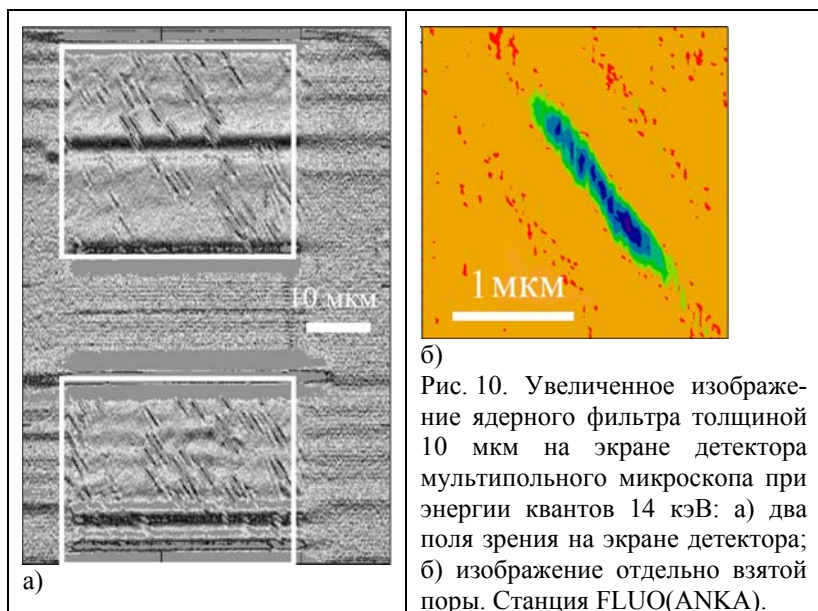 10 мкм
а)
1 мкм
б)
Рис. 10. Увеличенное изображе-
ние ядерного фильтра толщиной
10 мкм на экране детектора
мультипольного микроскопа при
энергии квантов 14 кэВ: а) два
поля зрения на экране детектора;
б) изображение отдельно взятой
поры. Станция FLUO(ANKA).